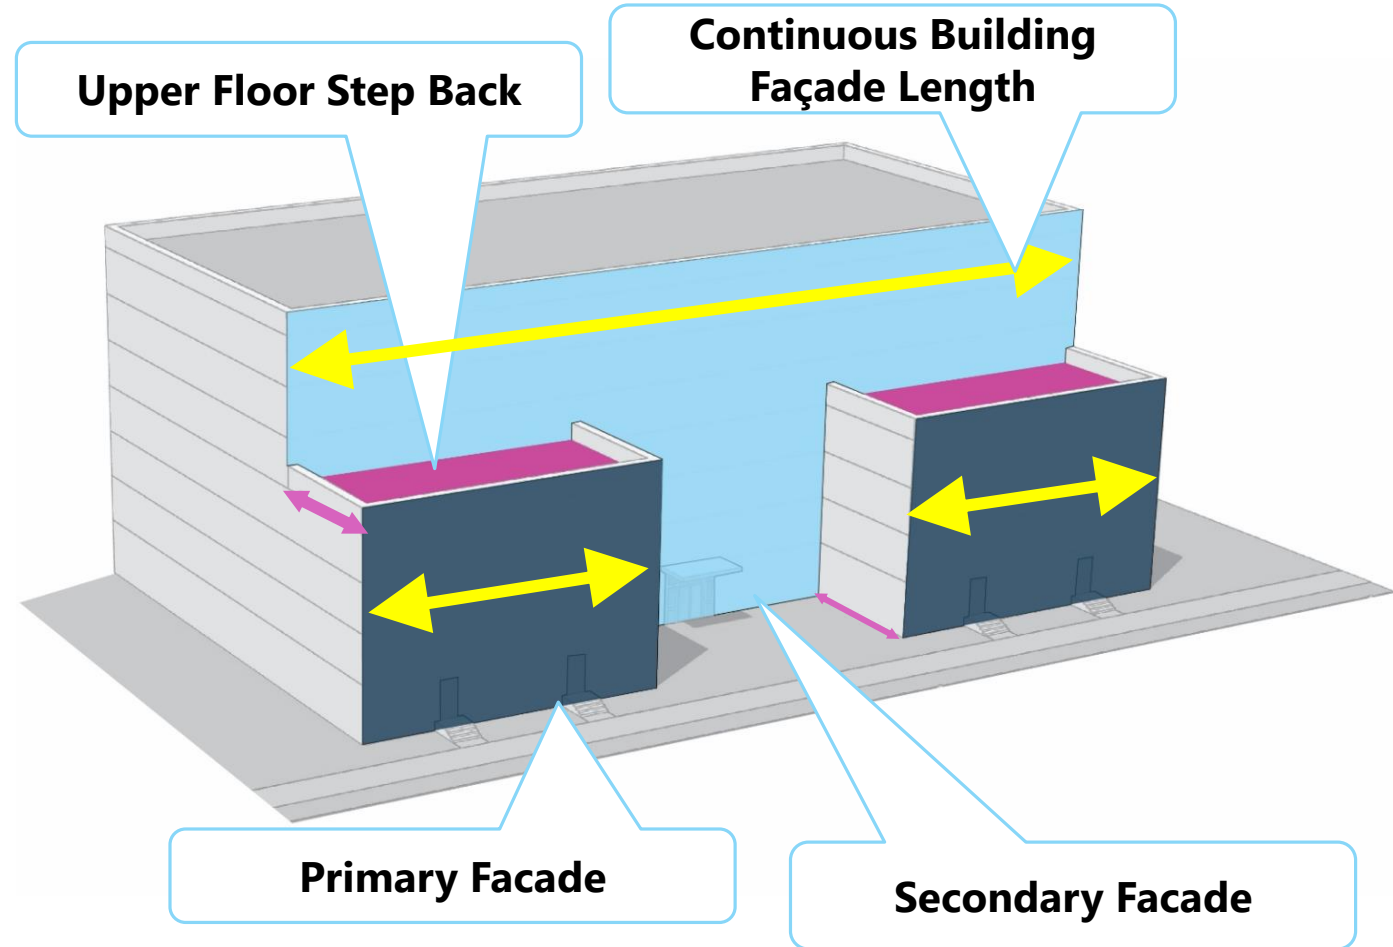 Upper Floor Step Back
Continuous Building
Façade Length
Primary Facade
Secondary Facade